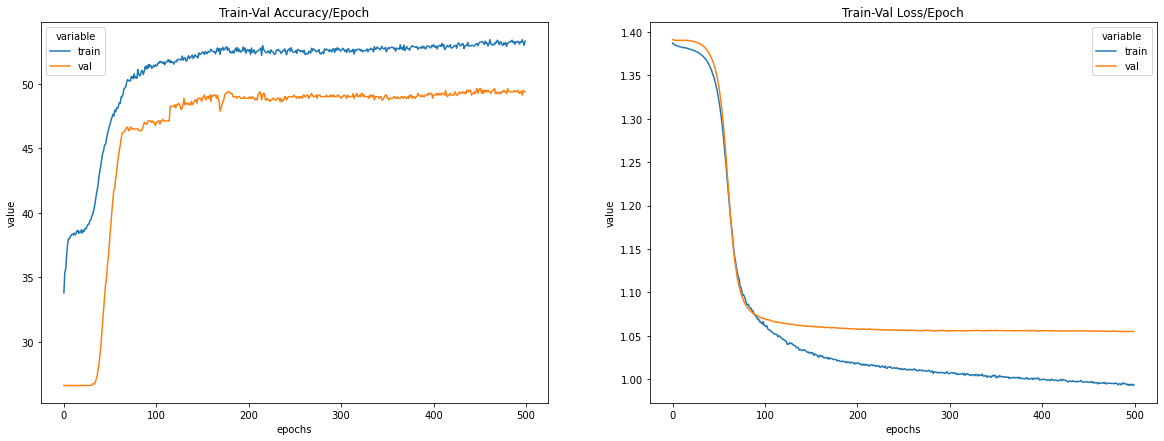 Train-Val Accuracy/Epoch
variable
train
val
value
50
45
40
35
30
0
100
200
300
400
500
epochs
Train-Val Loss/Epoch
variable
train
val
value
1.40
1.35
1.30
1.25
1.20
1.15
1.10
1.05
1.00
0
100
200
300
400
500
epochs